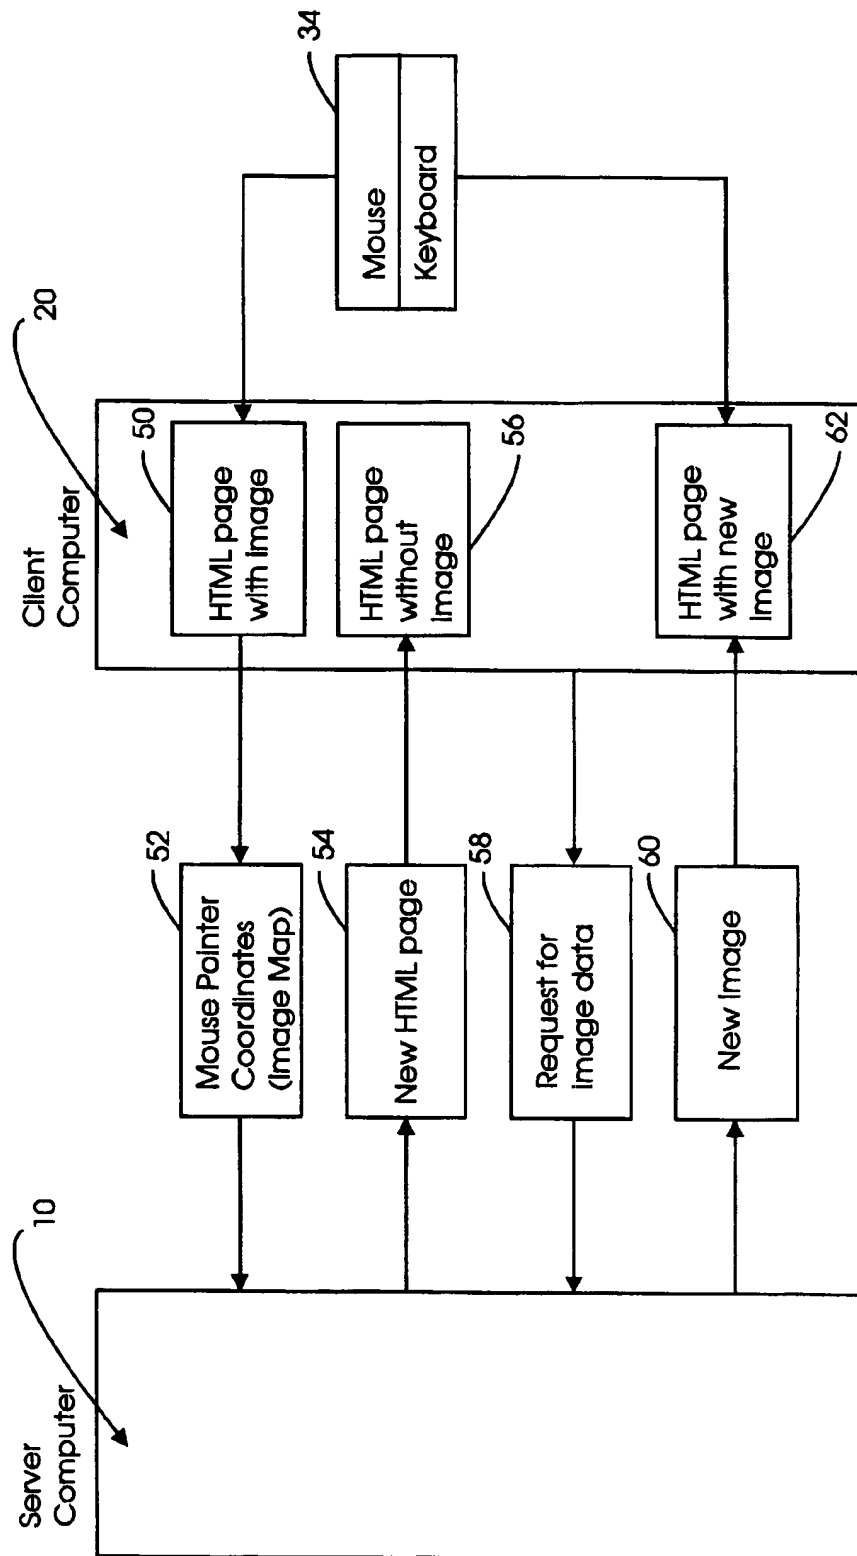 Server
Computer
10
Client
Computer
20
34
Mouse
Keyboard
50
HTML page
with image
52
Mouse Pointer
Coordinates
(Image Map)
54
New HTML page
56
HTML page
without
image
58
Request for
image data
60
New Image
62
HTML page
with new
image